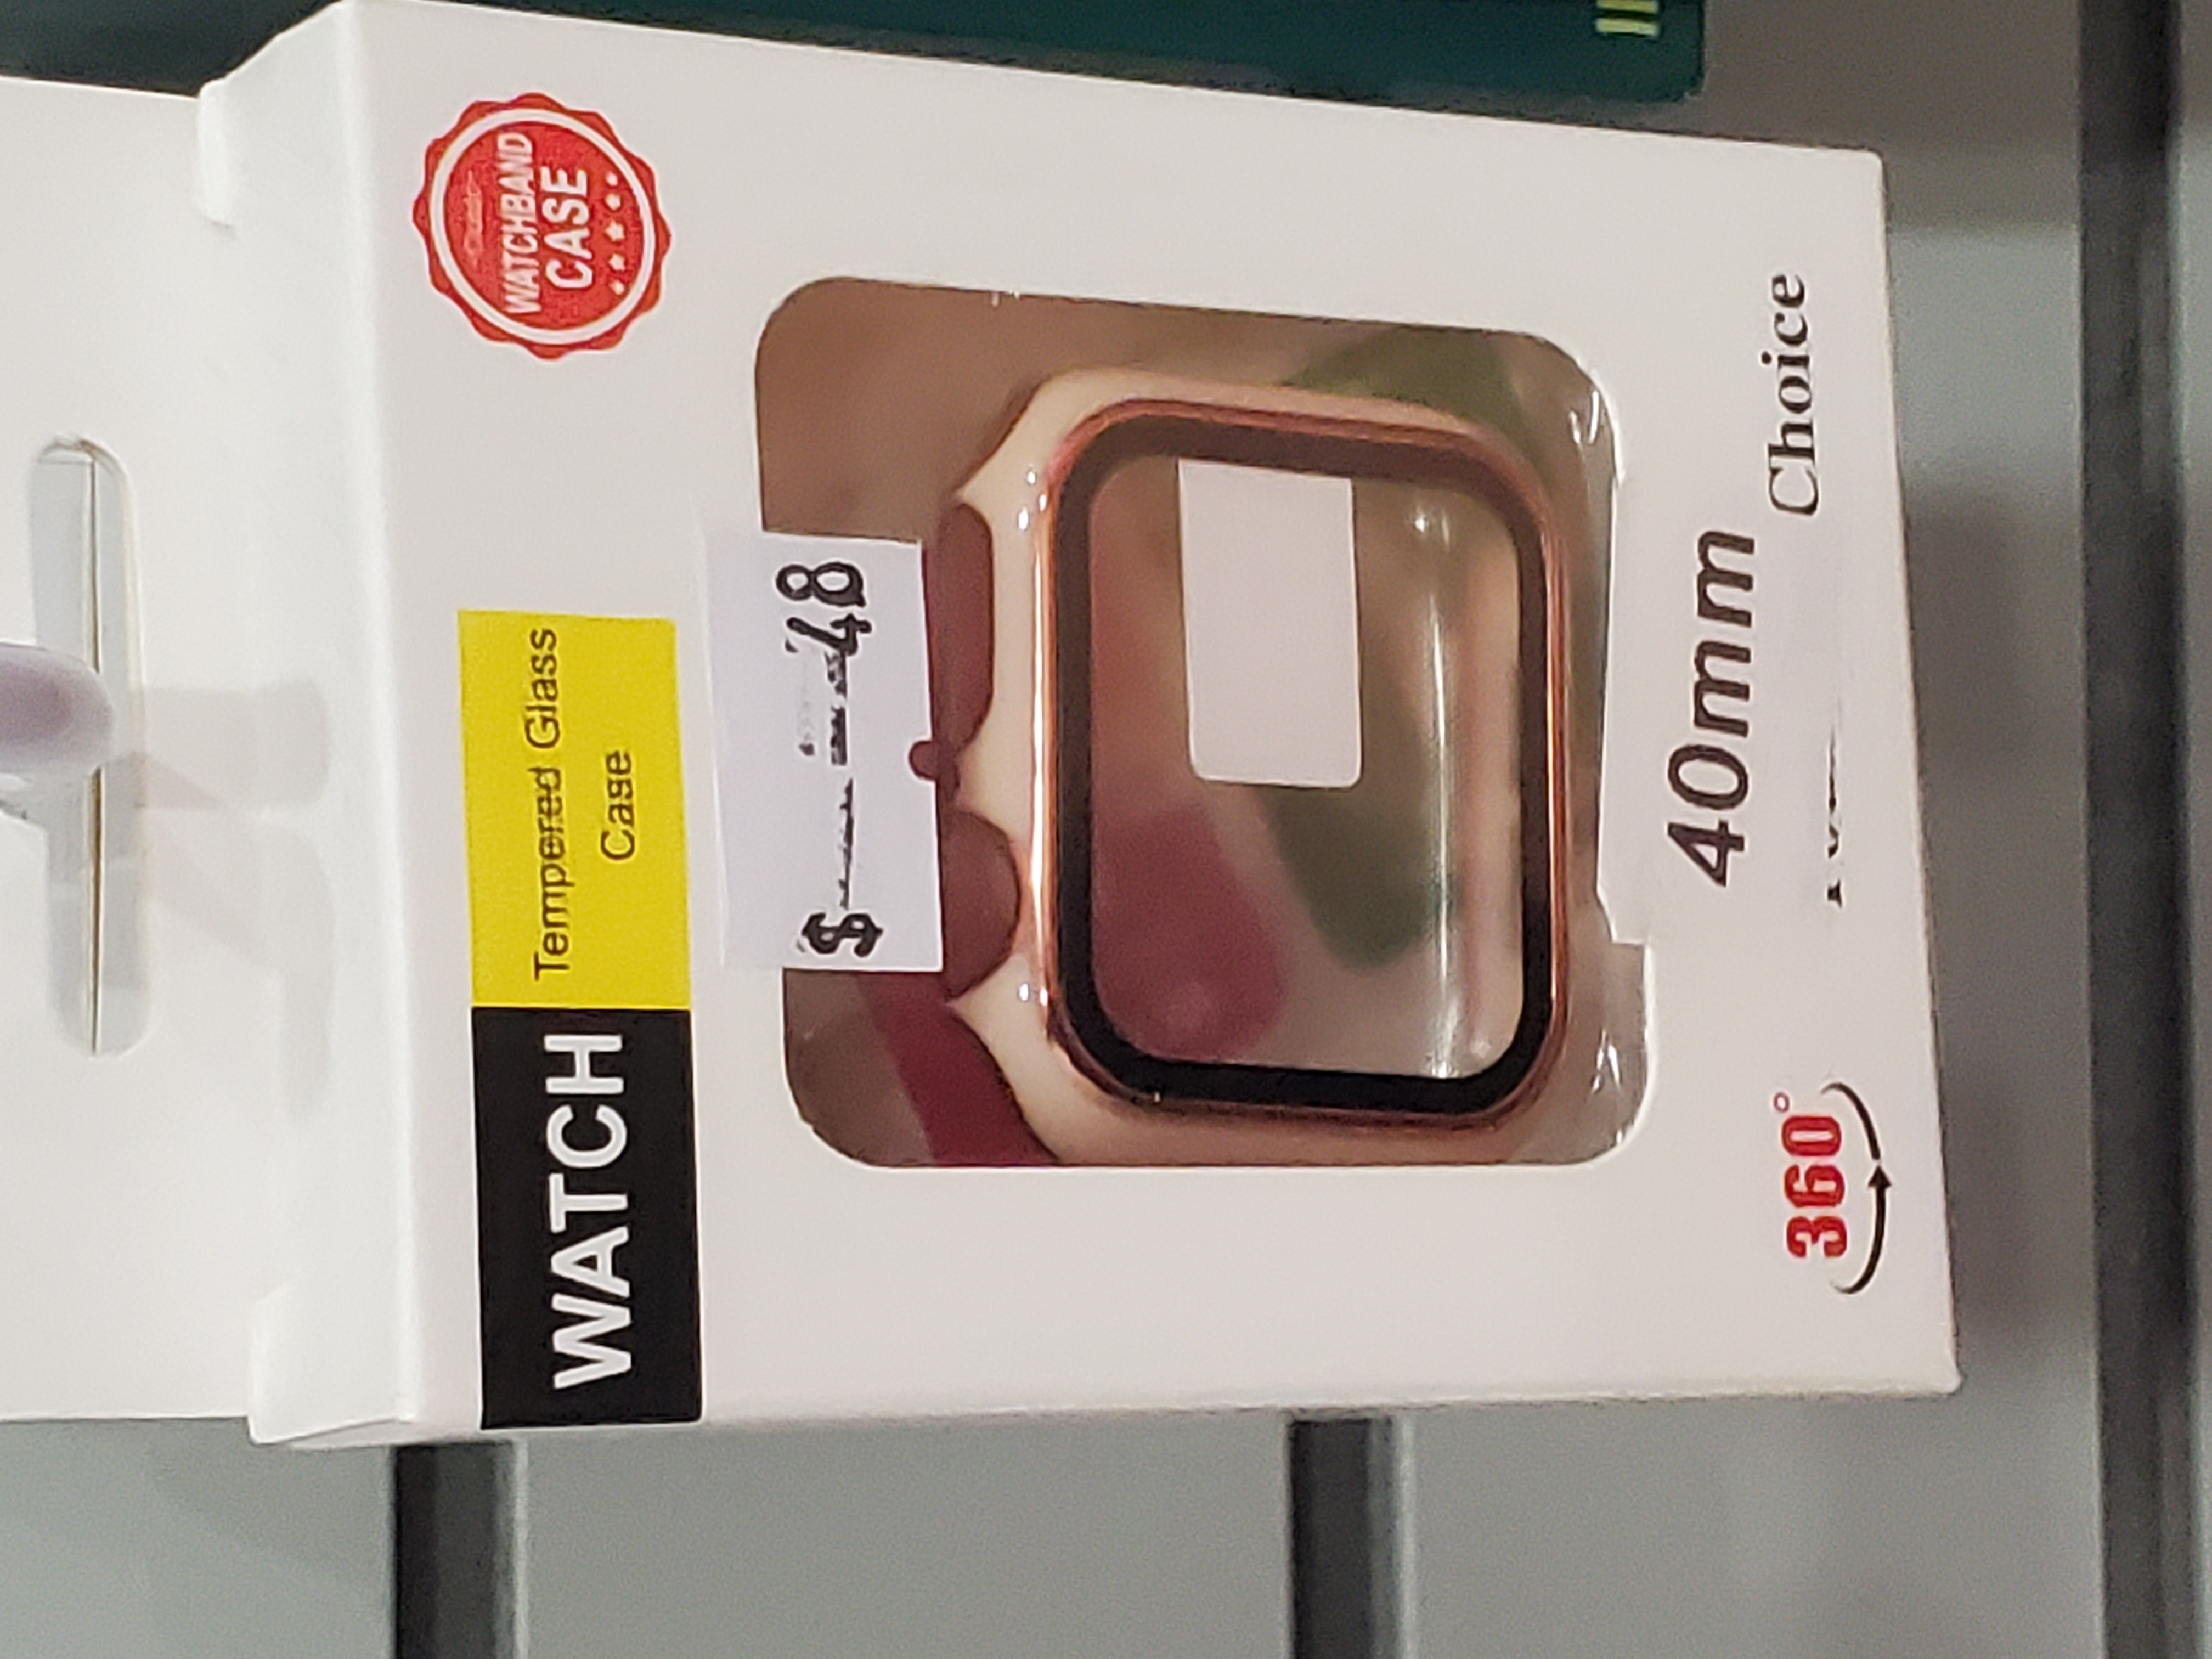 WATCHBAND
CASE
WATCH
Tempered Glass
Case
$ 48
40mm
Choice
360°